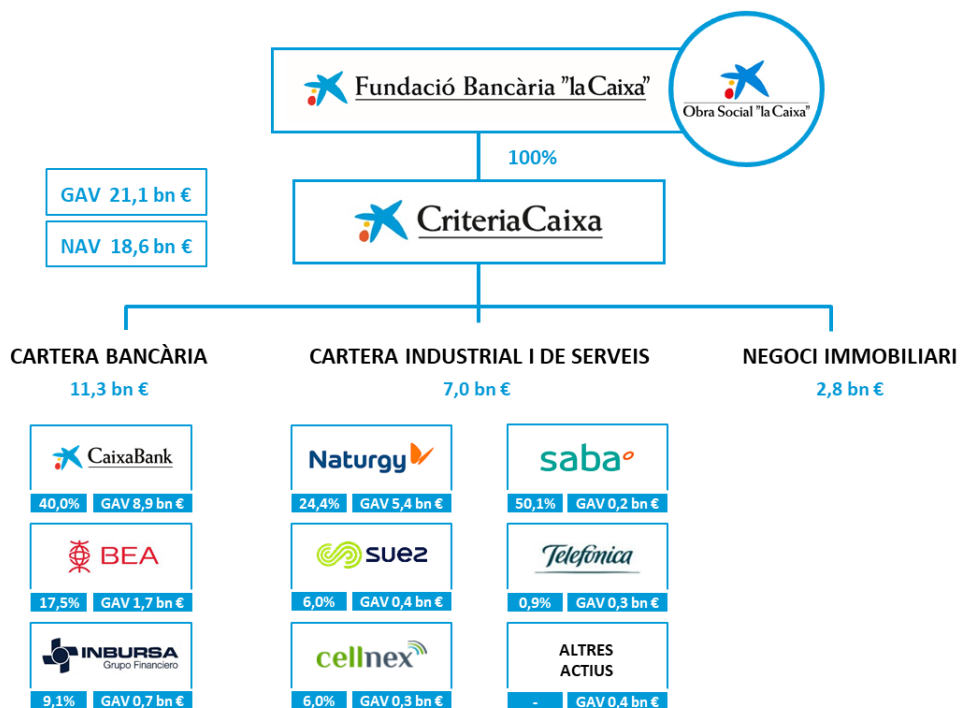 Fundació Bancària "la Caixa"
Obra Social "la Caixa"
100%
GAV 21,1 bn €
NAV 18,6 bn €
CriteriaCaixa
CARTERA BANCÀRIA
11,3 bn €
CARTERA INDUSTRIAL I DE SERVEIS
7,0 bn €
NEGOCI IMMOBILIARI
2,8 bn €
CaixaBank
40,0% GAV 8,9 bn €
BEA
17,5% GAV 1,7 bn €
INBURSA
Grupo Financiero
9,1% GAV 0,7 bn €
Naturgy
24,4% GAV 5,4 bn €
suez
6,0% GAV 0,4 bn €
cellnex
6,0% GAV 0,3 bn €
saba
50,1% GAV 0,2 bn €
Telefónica
0,9% GAV 0,3 bn €
ALTRES
ACTIUS
- GAV 0,4 bn €